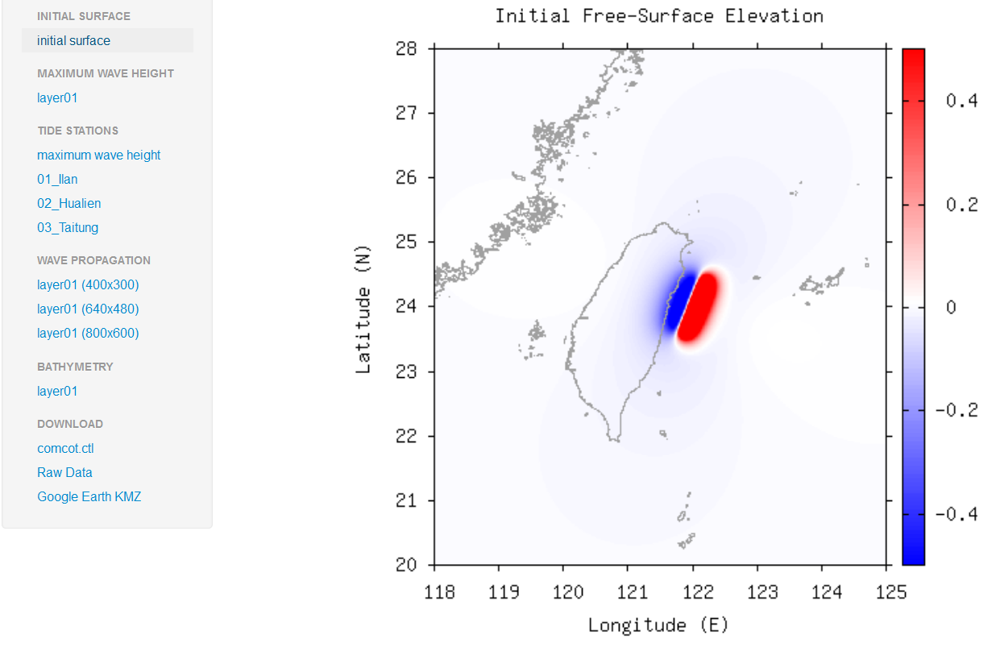 INITIAL SURFACE
initial surface
MAXIMUM WAVE HEIGHT
layer01
TIDE STATIONS
maximum wave height
01_Ilan
02_Hualien
03_Taitung
WAVE PROPAGATION
layer01 (400x300)
layer01 (640x480)
layer01 (800x600)
BATHYMETRY
layer01
DOWNLOAD
comcot.ctl
Raw Data
Google Earth KMZ
Initial Free-Surface Elevation
28
27
26
25
24
23
22
21
20
Latitude (N)
118 119 120 121 122 123 124 125
Longitude (E)
0.4
0.2
0
-0.2
-0.4